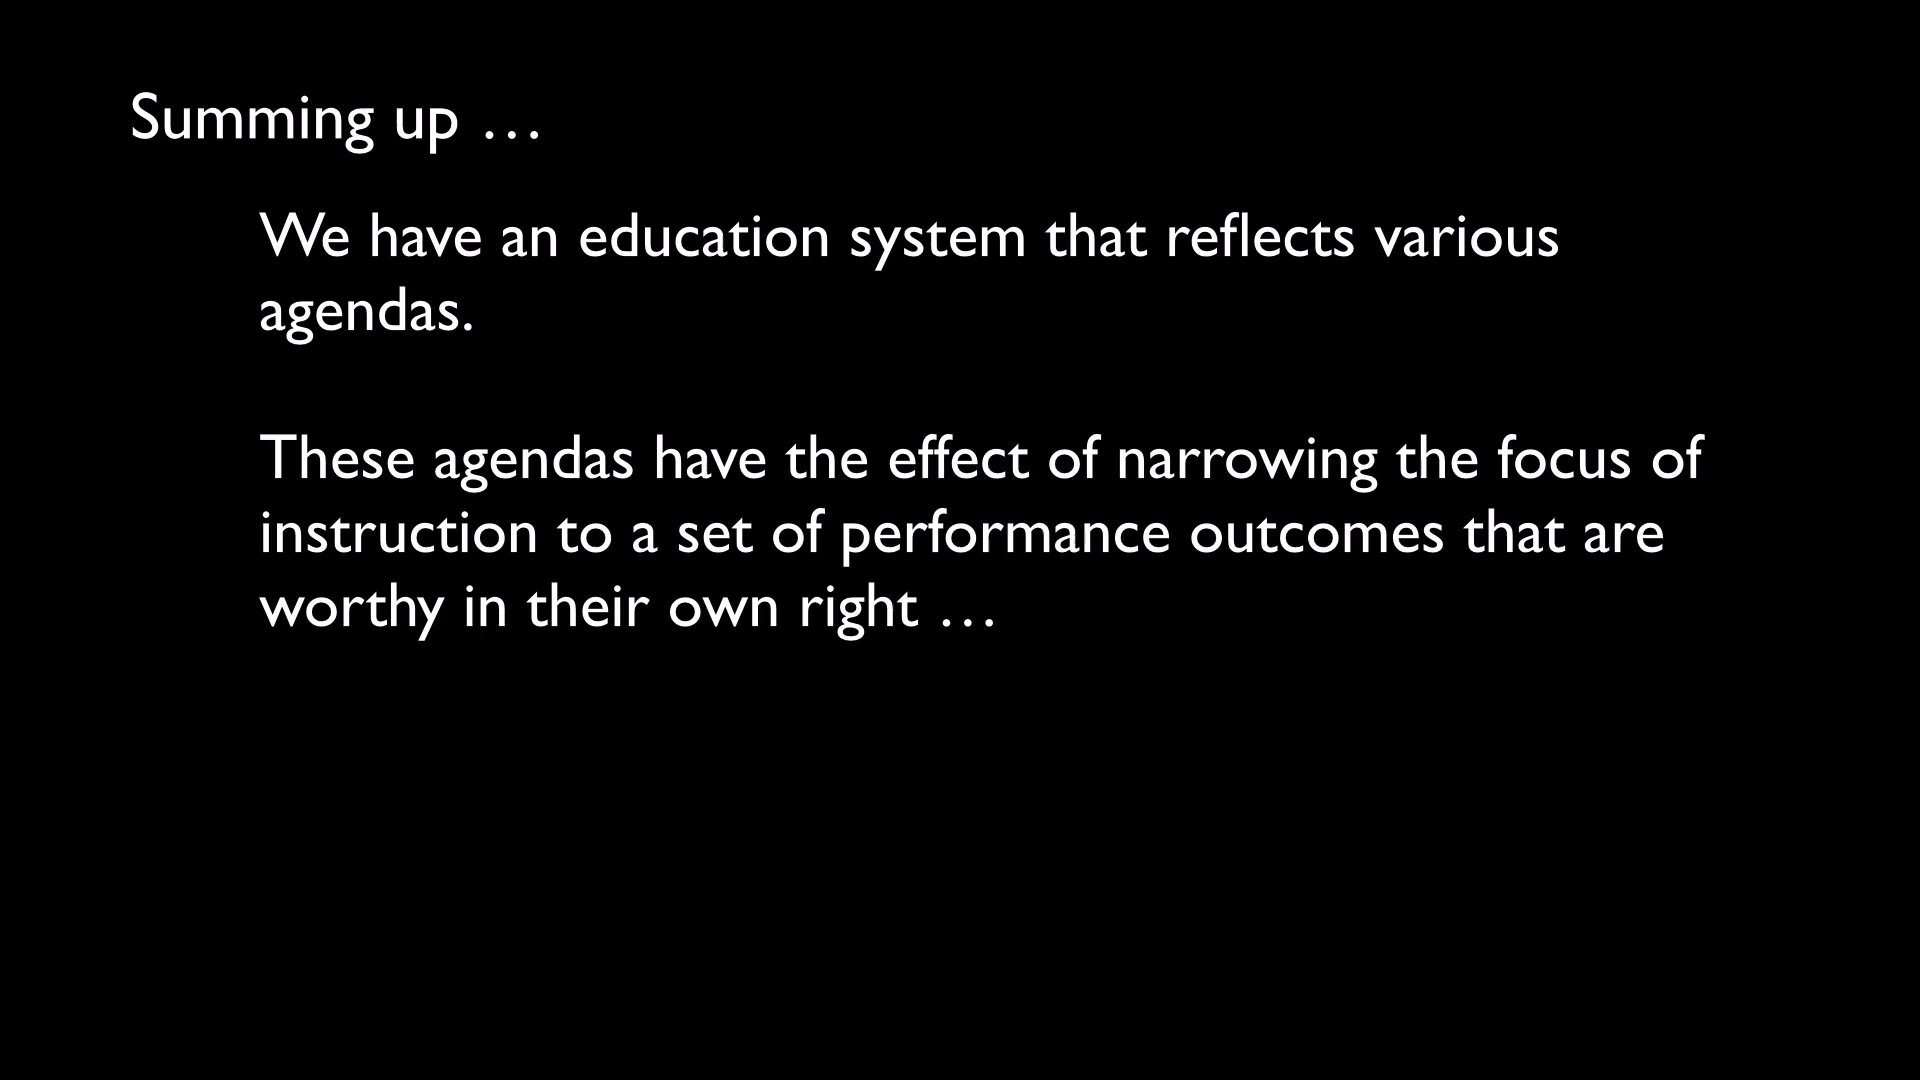 Summing up …
We have an education system that reflects various
agendas.
These agendas have the effect of narrowing the focus of
instruction to a set of performance outcomes that are
worthy in their own right …